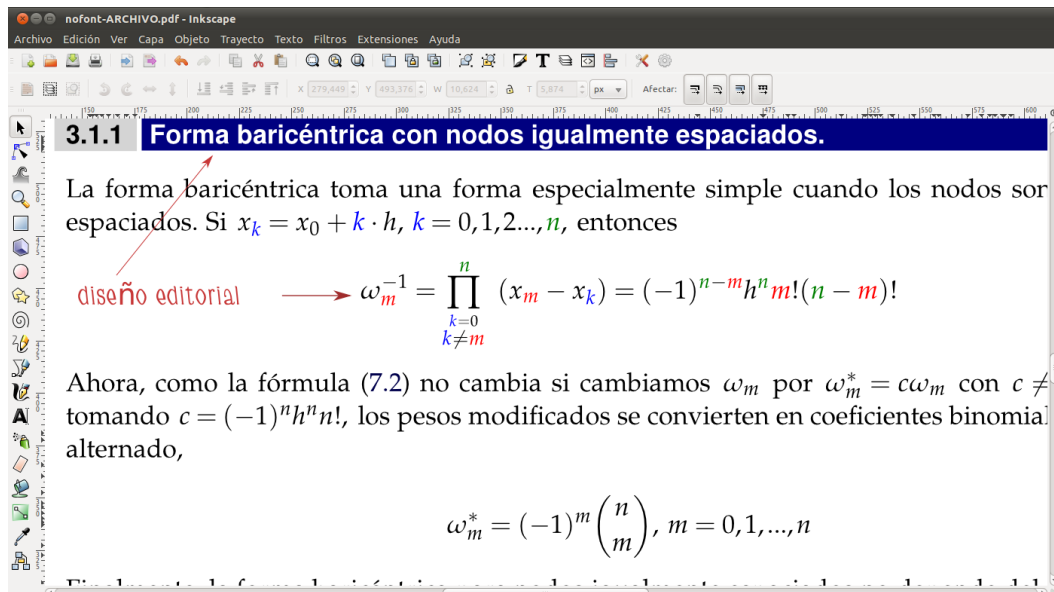 nofont-ARCHIVO.pdf - Inkscape
Archivo Edición Ver Capa Objeto Trayecto Texto Filtros Extensiones Ayuda
X 279,449 Y 493,376 W 10,624 T 5,874 px Afectar:
3.1.1 Forma baricéntrica con nodos igualmente espaciados.
La forma baricéntrica toma una forma especialmente simple cuando los nodos
espaciados. Si x_k = x_0 + k · h, k = 0, 1, 2..., n, entonces
diseño editorial ω_m^{-1} = ∏_{k=0, k≠m}^{n} (x_m − x_k) = (−1)^{n−m} h^n m!(n − m)!
Ahora, como la fórmula (7.2) no cambia si cambiamos ω_m por ω_m^* = cω_m con c ≠
tomando c = (−1)^n h^n n!, los pesos modificados se convierten en coeficientes binomial
alternado,
ω_m^* = (−1)^m (n m), m = 0, 1, ..., n